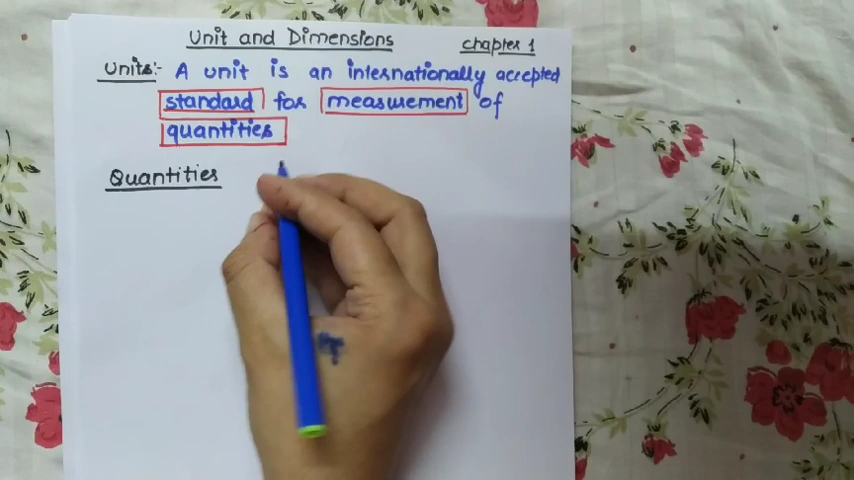 Unit and Dimensions chapter 1
Units:- A unit is an internationally accepted
standard for measurement of
quantities
Quantities